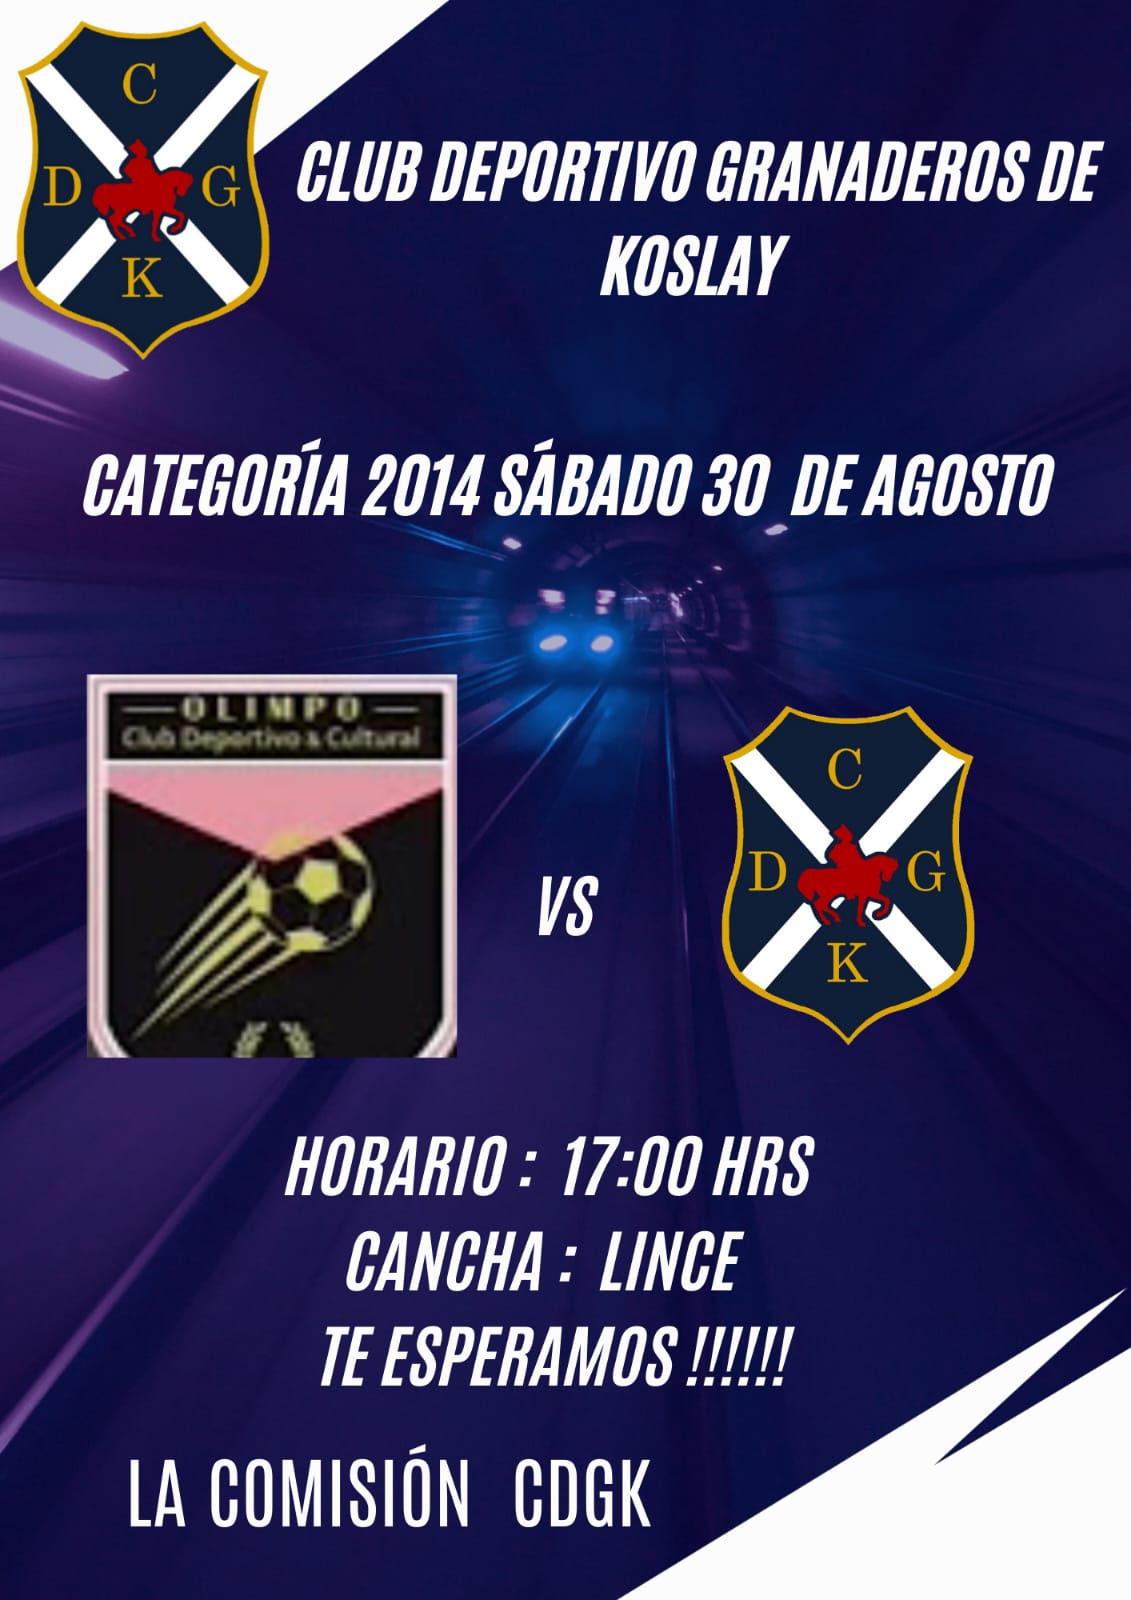 C
D G
K
CLUB DEPORTIVO GRANADEROS DE
KOSLAY
CATEGORÍA 2014 SÁBADO 30 DE AGOSTO
OLIMPO
Club Deportivo & Cultural
VS
C
D G
K
HORARIO : 17:00 HRS
CANCHA : LINCE
TE ESPERAMOS !!!!!!
LA COMISIÓN CDGK